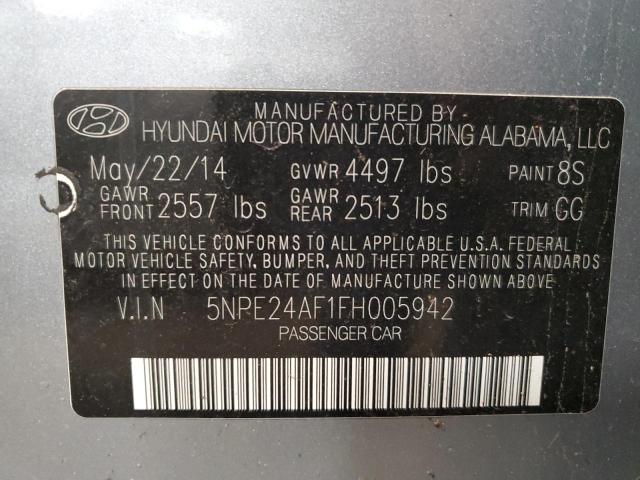 MANUFACTURED BY
HYUNDAI MOTOR MANUFACTURING ALABAMA, LLC
May/22/14 GVWR 4497 lbs PAINT 8S
GAWR FRONT 2557 lbs GAWR REAR 2513 lbs TRIM GG
THIS VEHICLE CONFORMS TO ALL APPLICABLE U.S.A. FEDERAL
MOTOR VEHICLE SAFETY, BUMPER, AND THEFT PREVENTION STANDARDS
IN EFFECT ON THE DATE OF MANUFACTURE SHOWN ABOVE
V.I.N 5NPE24AF1FH005942
PASSENGER CAR